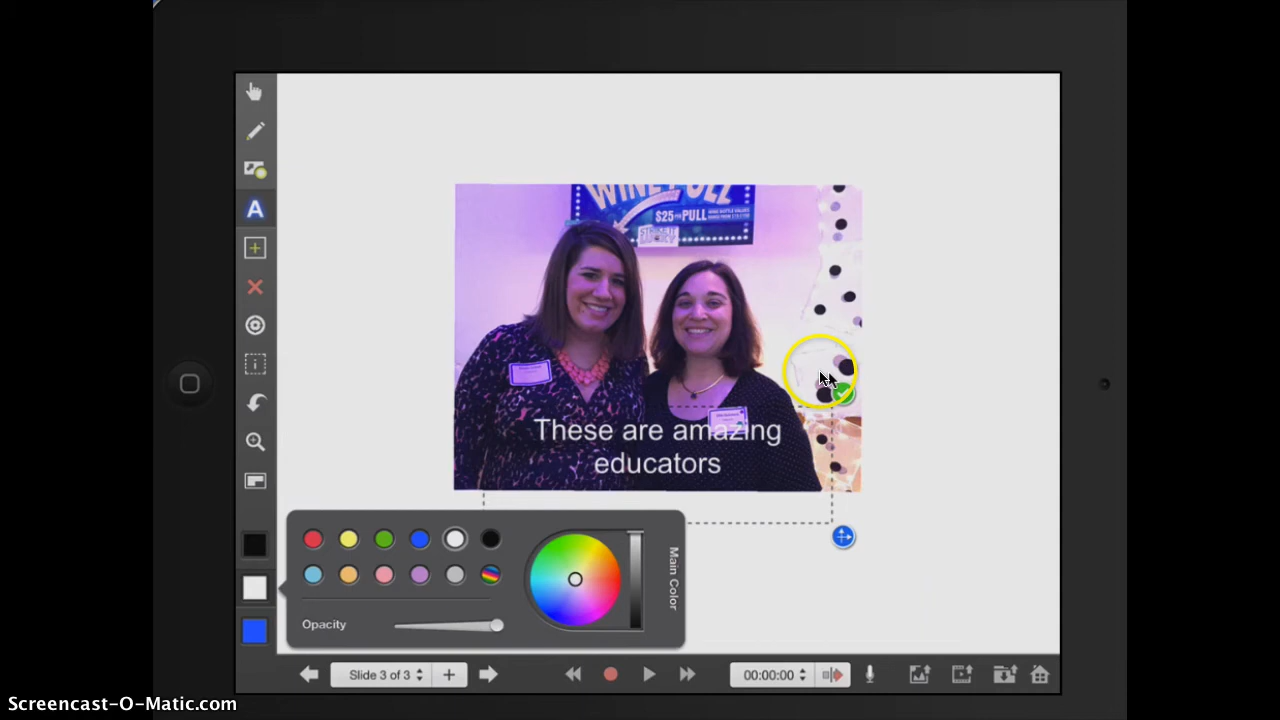 WINE PULL
$25 PER PULL
A
These are amazing
educators
Main Color
Opacity
Slide 3 of 3
00:00:00
Screencast-O-Matic.com